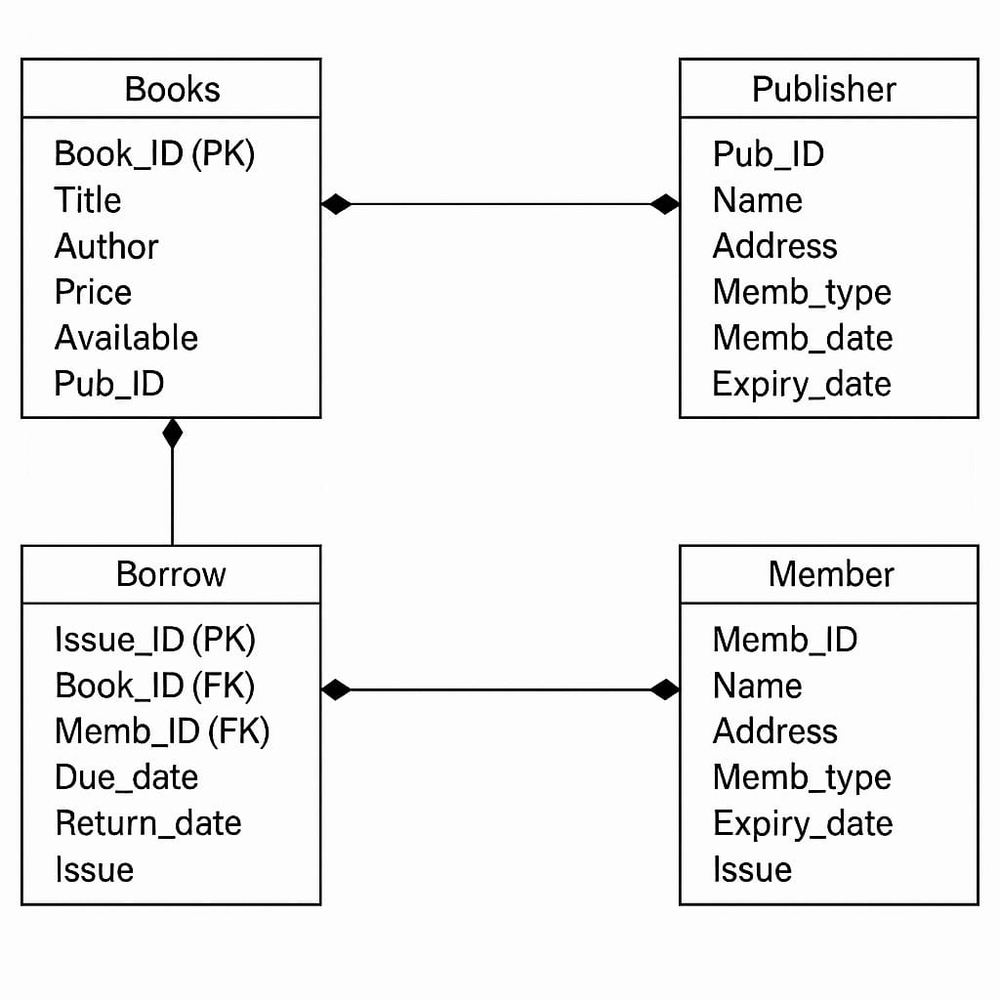 Books
Book_ID (PK)
Title
Author
Price
Available
Pub_ID
Publisher
Pub_ID
Name
Address
Memb_type
Memb_date
Expiry_date
Borrow
Issue_ID (PK)
Book_ID (FK)
Memb_ID (FK)
Due_date
Return_date
Issue
Member
Memb_ID
Name
Address
Memb_type
Expiry_date
Issue